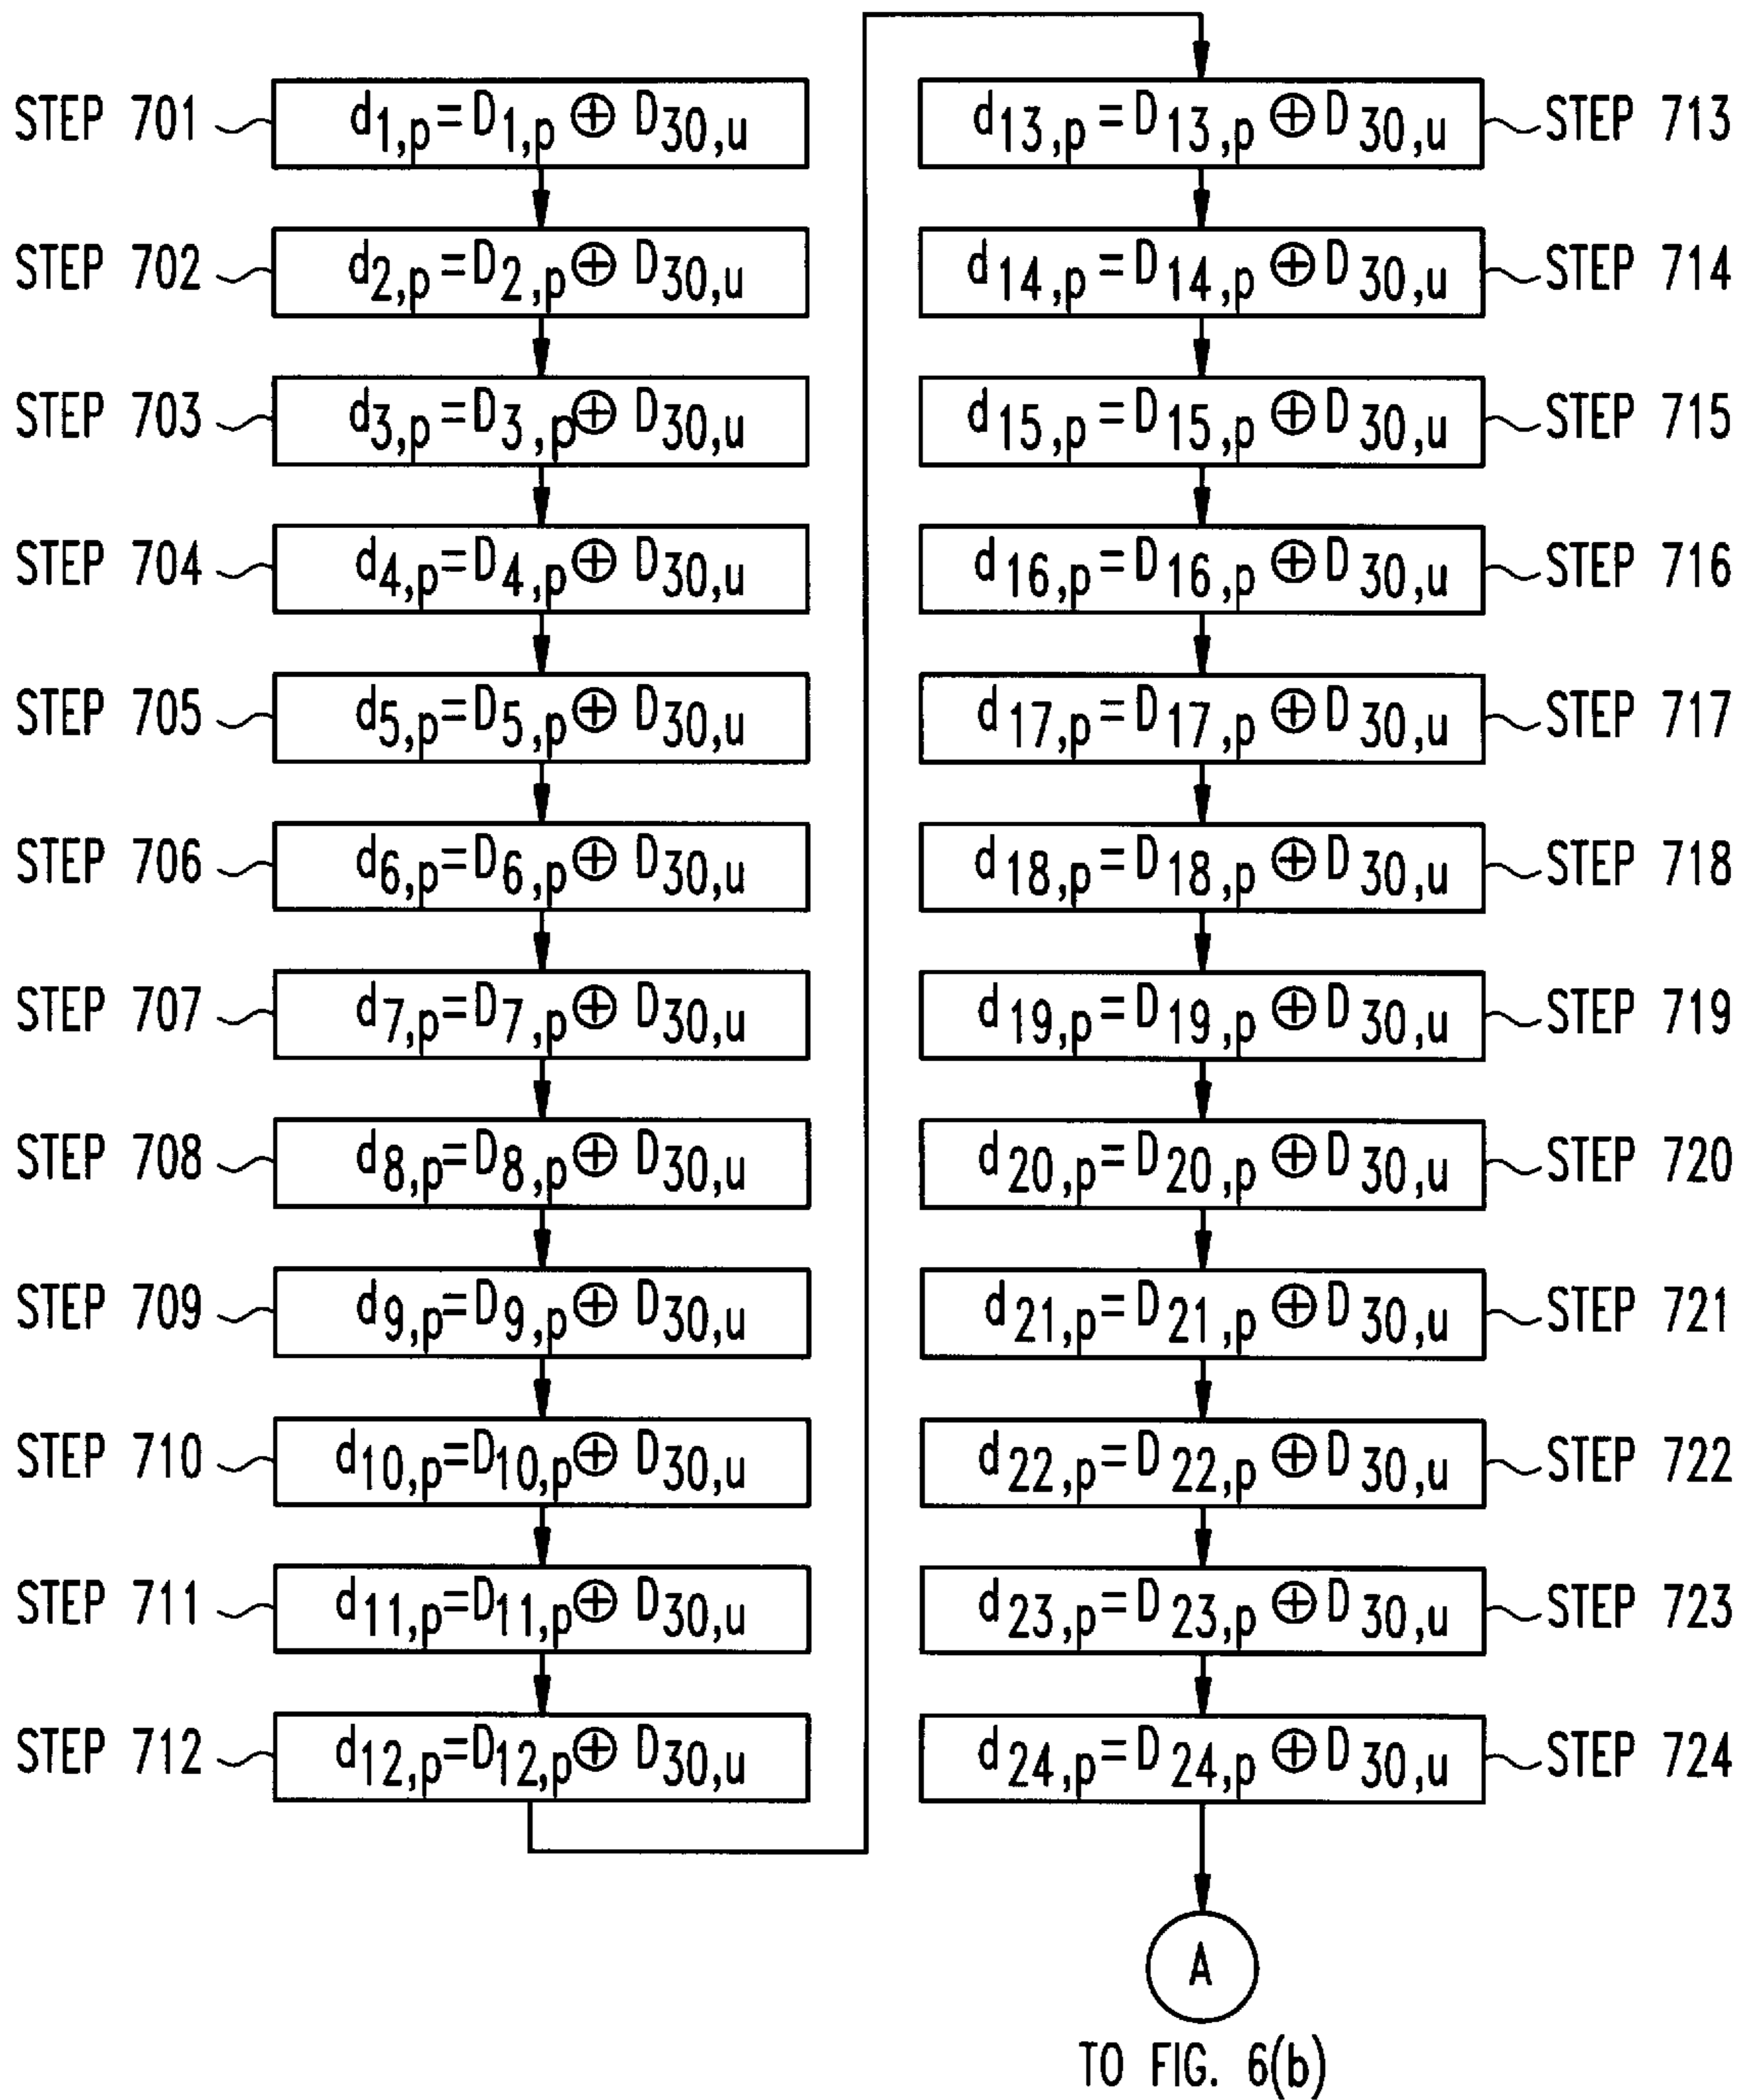 STEP 701 d1,p=D1,p ⊕ D30,u
STEP 702 d2,p=D2,p ⊕ D30,u
STEP 703 d3,p=D3,p ⊕ D30,u
STEP 704 d4,p=D4,p ⊕ D30,u
STEP 705 d5,p=D5,p ⊕ D30,u
STEP 706 d6,p=D6,p ⊕ D30,u
STEP 707 d7,p=D7,p ⊕ D30,u
STEP 708 d8,p=D8,p ⊕ D30,u
STEP 709 d9,p=D9,p ⊕ D30,u
STEP 710 d10,p=D10,p ⊕ D30,u
STEP 711 d11,p=D11,p ⊕ D30,u
STEP 712 d12,p=D12,p ⊕ D30,u
d13,p=D13,p ⊕ D30,u STEP 713
d14,p=D14,p ⊕ D30,u STEP 714
d15,p=D15,p ⊕ D30,u STEP 715
d16,p=D16,p ⊕ D30,u STEP 716
d17,p=D17,p ⊕ D30,u STEP 717
d18,p=D18,p ⊕ D30,u STEP 718
d19,p=D19,p ⊕ D30,u STEP 719
d20,p=D20,p ⊕ D30,u STEP 720
d21,p=D21,p ⊕ D30,u STEP 721
d22,p=D22,p ⊕ D30,u STEP 722
d23,p=D23,p ⊕ D30,u STEP 723
d24,p=D24,p ⊕ D30,u STEP 724
A
TO FIG. 6(b)